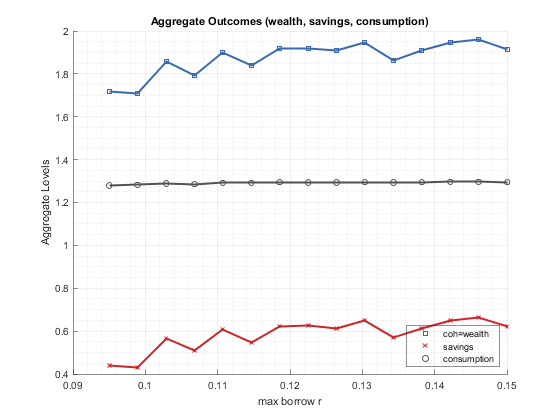 Aggregate Outcomes (wealth, savings, consumption)
2
1.8
1.6
1.4
1.2
1
0.8
0.6
0.4
Aggregate Levels
coh=wealth
savings
consumption
0.09
0.1
0.11
0.12
0.13
0.14
0.15
max borrow r